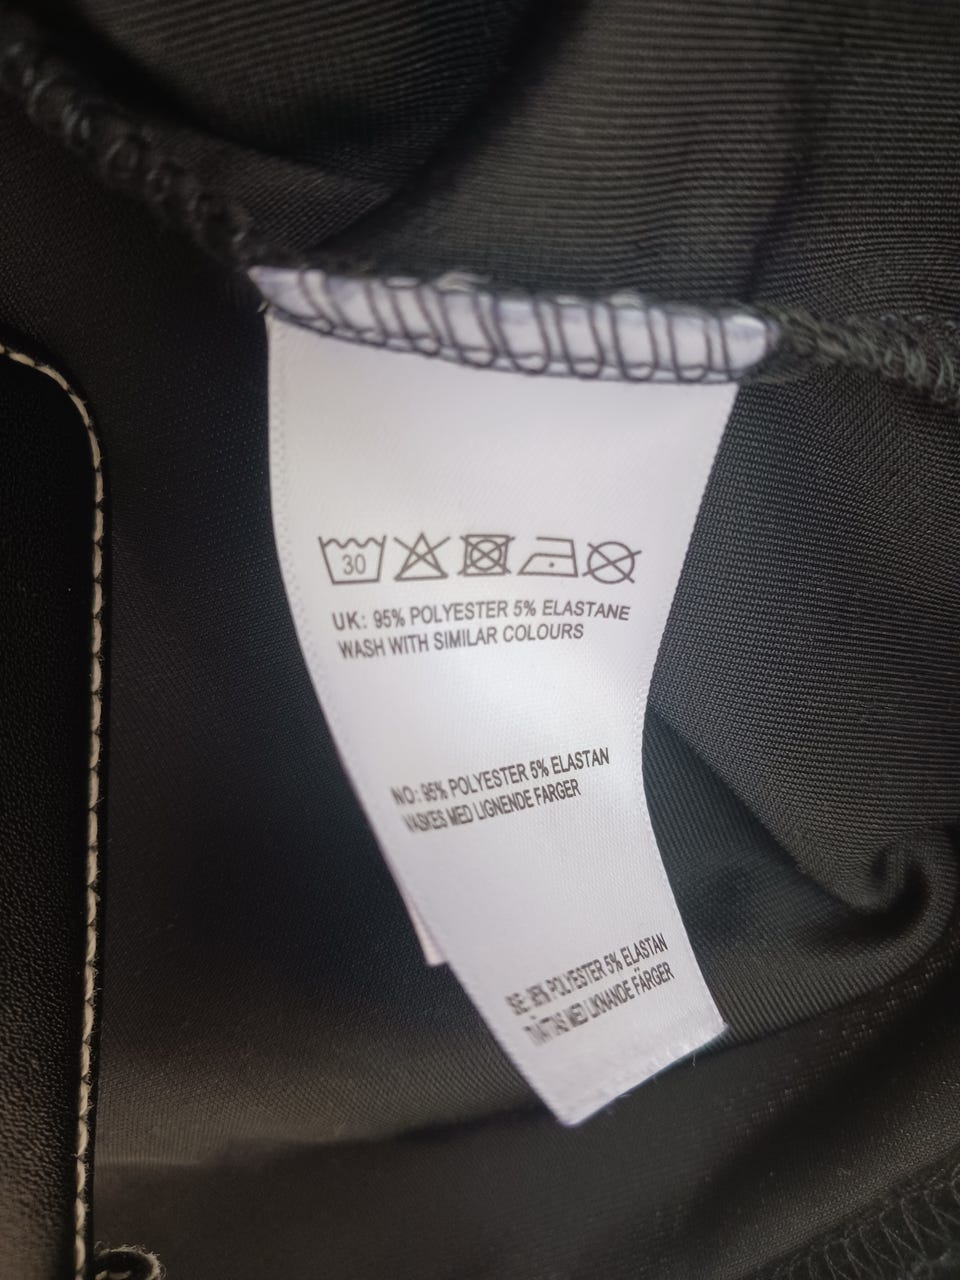 30
UK: 95% POLYESTER 5% ELASTANE
WASH WITH SIMILAR COLOURS
NO: 95% POLYESTER 5% ELASTAN
VASKES MED LIGNENDE FARGER
SE: 95% POLYESTER 5% ELASTAN
TVÄTTAS MED LIKNANDE FÄRGER